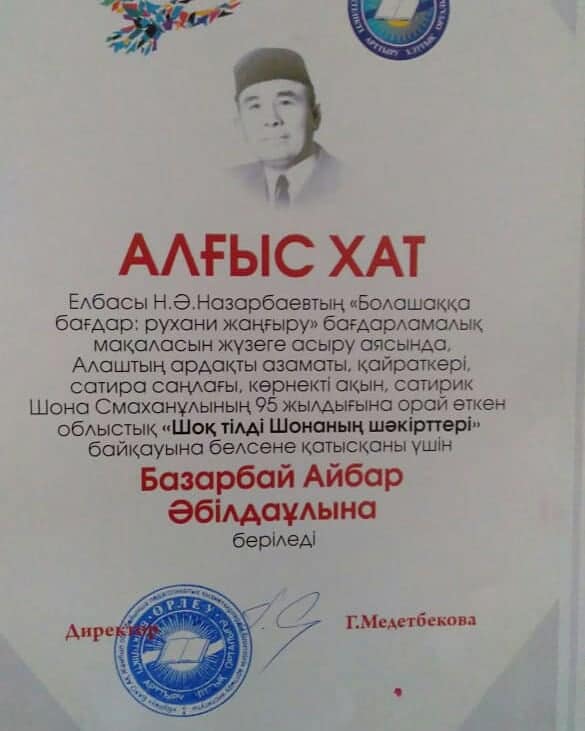 АЛҒЫС ХАТ
Елбасы Н.Ә.Назарбаевтың «Болашаққа
бағдар: рухани жаңғыру» бағдарламалық
мақаласын жүзеге асыру аясында,
Алаштың ардақты азаматы, қайраткері,
сатира саңлағы, көрнекті ақын, сатирик
Шона Смаханұлының 95 жылдығына орай өткен
облыстық «Шоқ тілді Шонаның шәкірттері»
байқауына белсене қатысқаны үшін
Базарбай Айбар
Әбілдаұлына
беріледі
Директор
ӨРЛЕУ
Г.Медетбекова